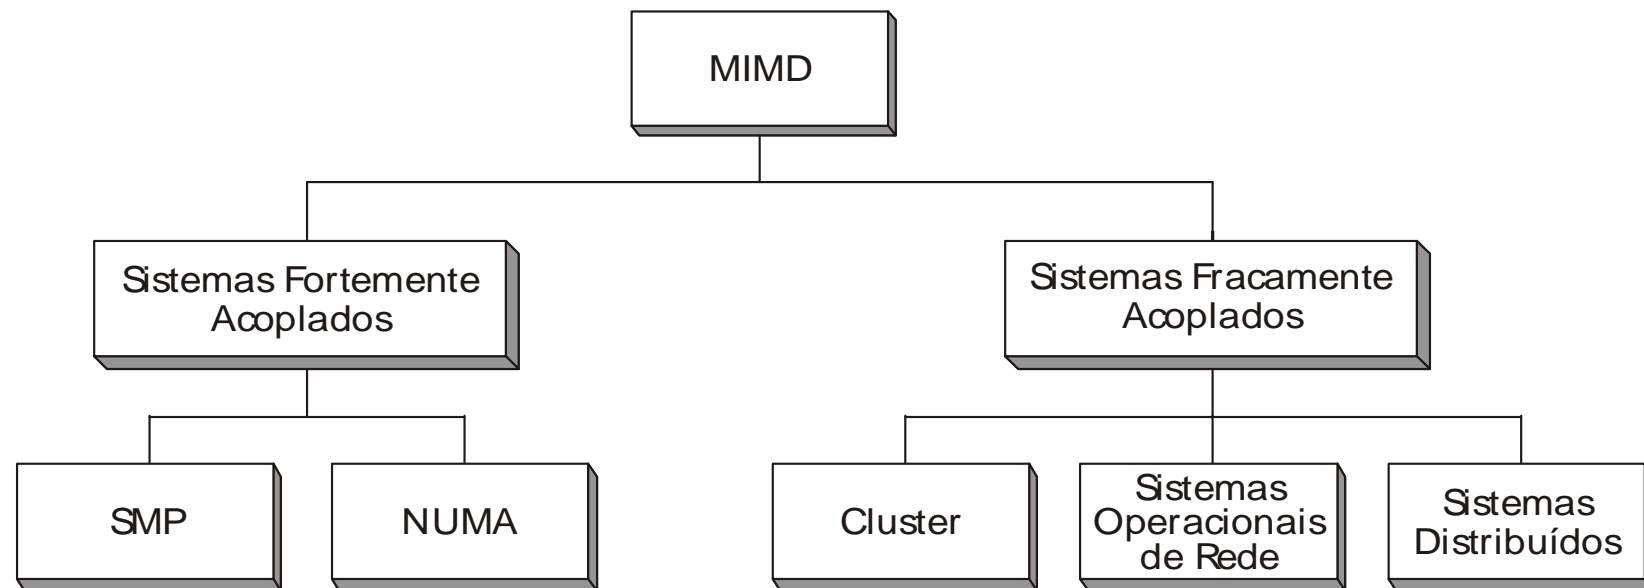 MIMD
Sistemas Fortemente
Acoplados
Sistemas Fracamente
Acoplados
SMP
NUMA
Cluster
Sistemas
Operacionais
de Rede
Sistemas
Distribuídos